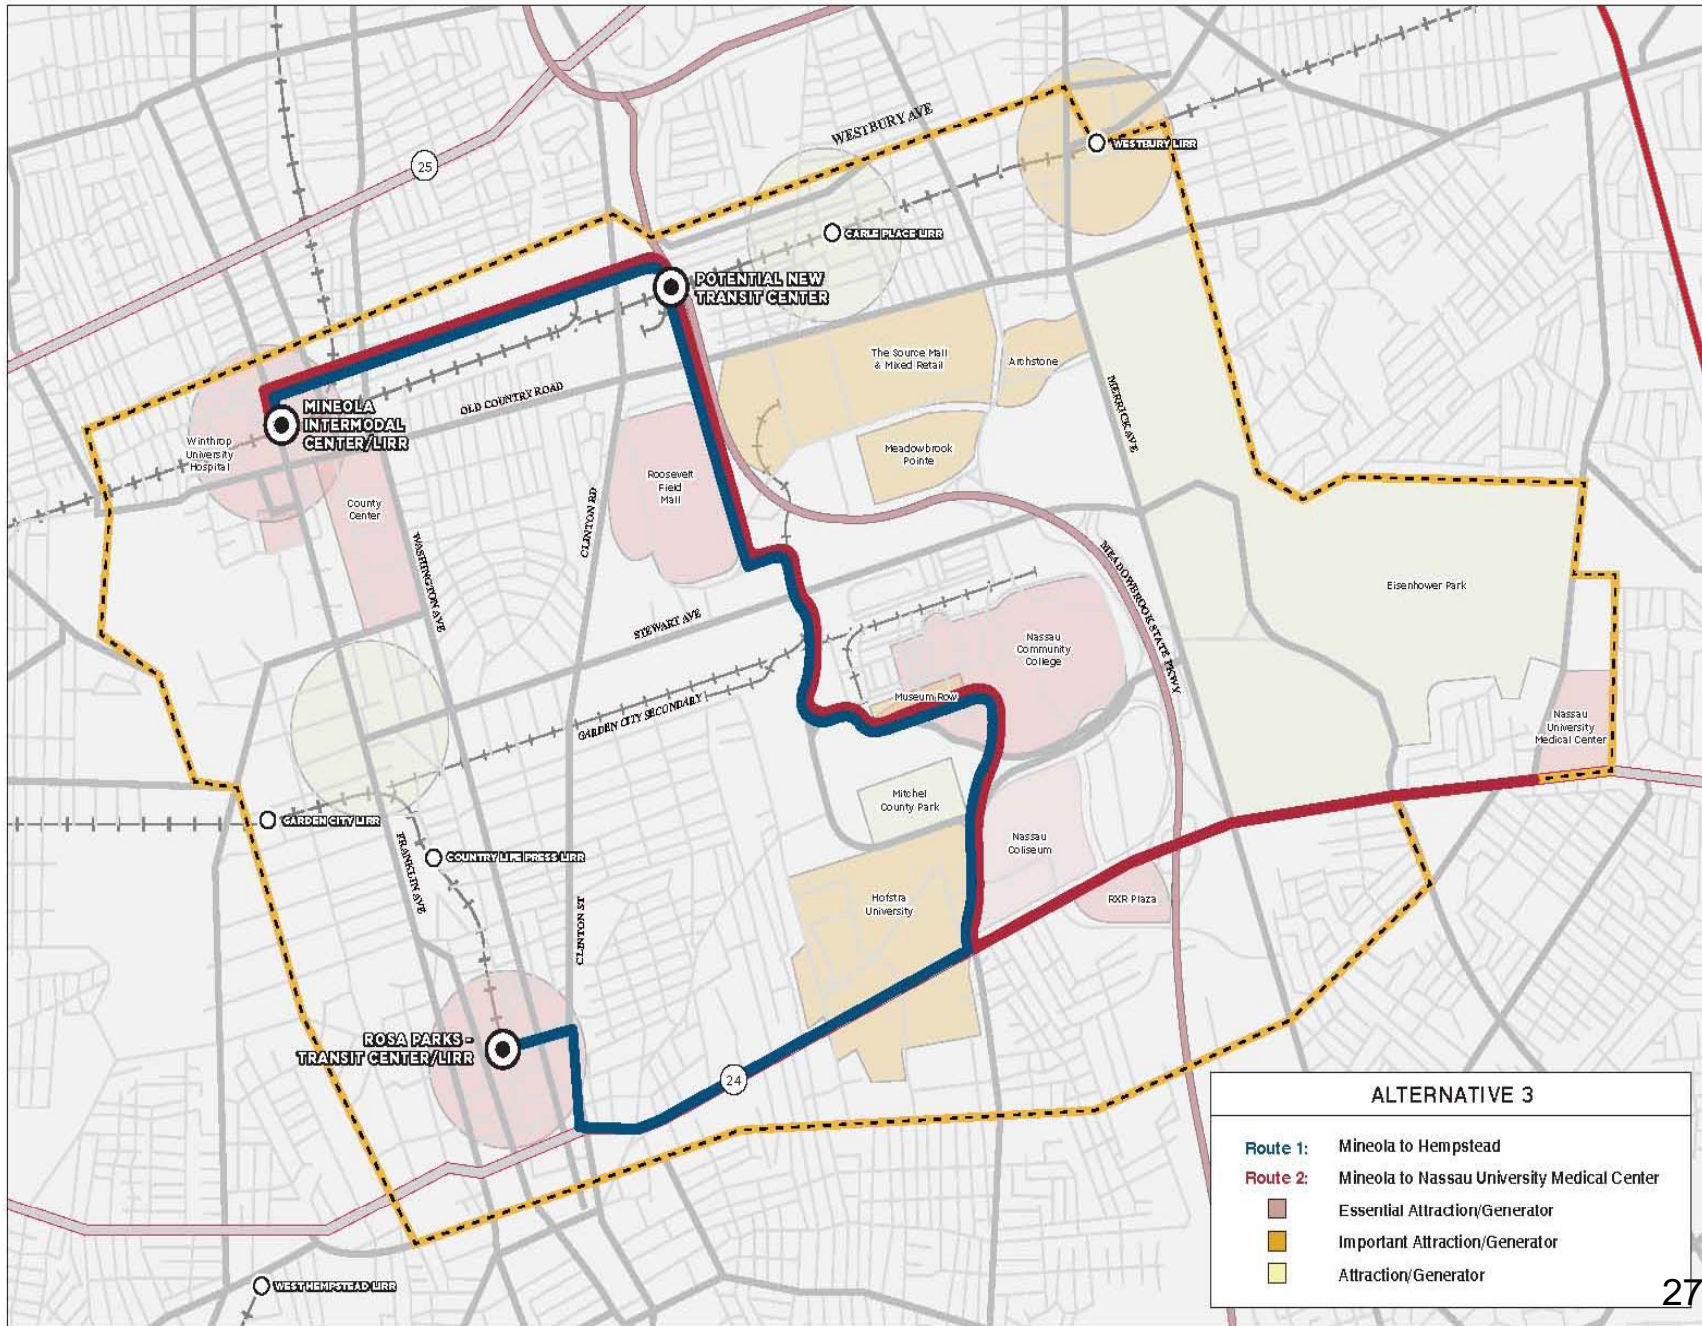 WESTBURY AVE
WESTBURY LIRR
25
CARLE PLACE LIRR
POTENTIAL NEW
TRANSIT CENTER
The Source Mall
& Mixed Retail
Archstone
OLD COUNTRY ROAD
MERRICK AVE
MINEOLA
INTERMODAL
CENTER/LIRR
Winthrop
University
Hospital
Meadowbrook
Pointe
Roosevelt
Field
Mall
County
Center
CLINTON RD
WASHINGTON AVE
MEADOWBROOK STATE PKWY
Eisenhower Park
STEWART AVE
Nassau
Community
College
Museum Row
GARDEN CITY SECONDARY
Nassau
University
Medical Center
Mitchel
County Park
GARDEN CITY LIRR
COUNTRY LIFE PRESS LIRR
FRANKLIN AVE
Nassau
Coliseum
CLINTON ST
Hofstra
University
RXR Plaza
ROSA PARKS -
TRANSIT CENTER/LIRR
24
WEST HEMPSTEAD LIRR
ALTERNATIVE 3
Route 1: Mineola to Hempstead
Route 2: Mineola to Nassau University Medical Center
Essential Attraction/Generator
Important Attraction/Generator
Attraction/Generator
27